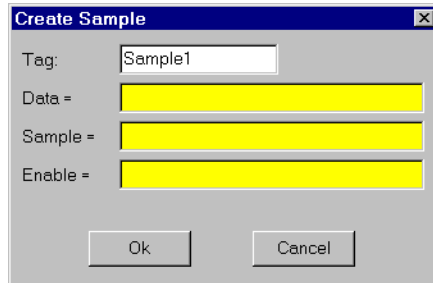 Create Sample
Tag: Sample1
Data =
Sample =
Enable =
Ok Cancel